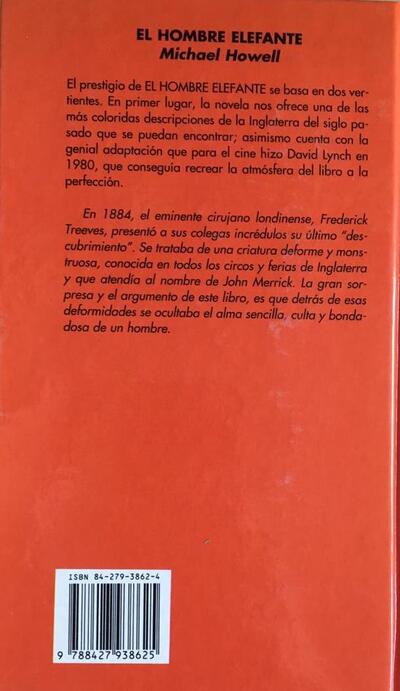 EL HOMBRE ELEFANTE
Michael Howell
El prestigio de EL HOMBRE ELEFANTE se basa en dos ver-
tientes. En primer lugar, la novela nos ofrece una de las
más coloridas descripciones de la Inglaterra del siglo pa-
sado que se puedan encontrar; asimismo cuenta con la
genial adaptación que para el cine hizo David Lynch en
1980, que conseguía recrear la atmósfera del libro a la
perfección.
En 1884, el eminente cirujano londinense, Frederick
Treeves, presentó a sus colegas incrédulos su último "des-
cubrimiento". Se trataba de una criatura deforme y mons-
truosa, conocida en todos los circos y ferias de Inglaterra
y que atendía al nombre de John Merrick. La gran sor-
presa y el argumento de este libro, es que detrás de esas
deformidades se ocultaba el alma sencilla, culta y bonda-
dosa de un hombre.
ISBN 84-279-3862-4
9 788427 938625